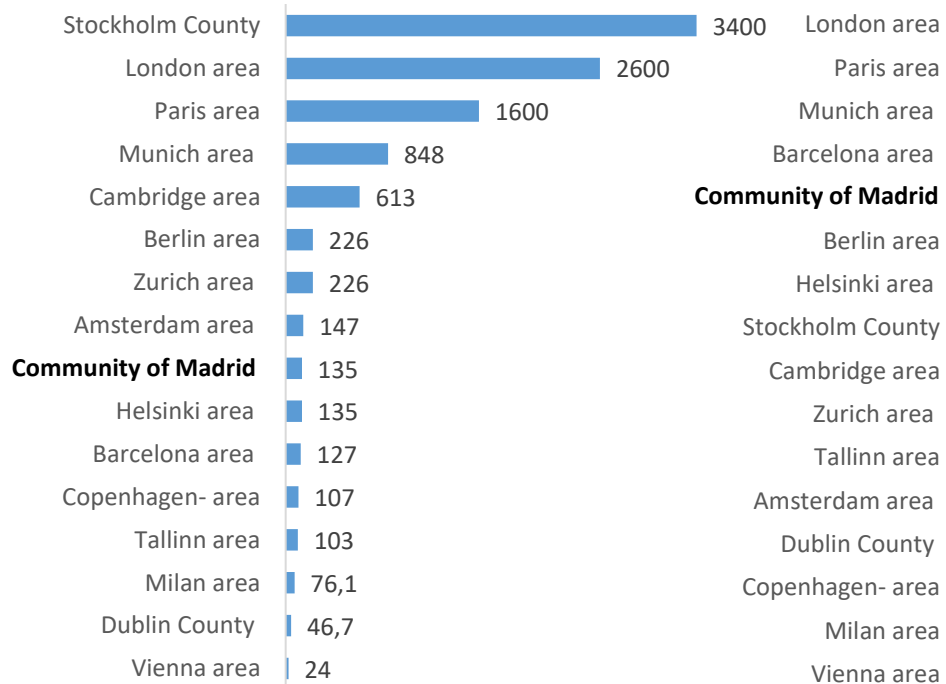 Stockholm County 3400 London area
London area 2600 Paris area
Paris area 1600 Munich area
Munich area 848 Barcelona area
Cambridge area 613 Community of Madrid
Berlin area 226 Berlin area
Zurich area 226 Helsinki area
Amsterdam area 147 Stockholm County
Community of Madrid 135 Cambridge area
Helsinki area 135 Zurich area
Barcelona area 127 Tallinn area
Copenhagen- area 107 Amsterdam area
Tallinn area 103 Dublin County
Milan area 76,1 Copenhagen- area
Dublin County 46,7 Milan area
Vienna area 24 Vienna area